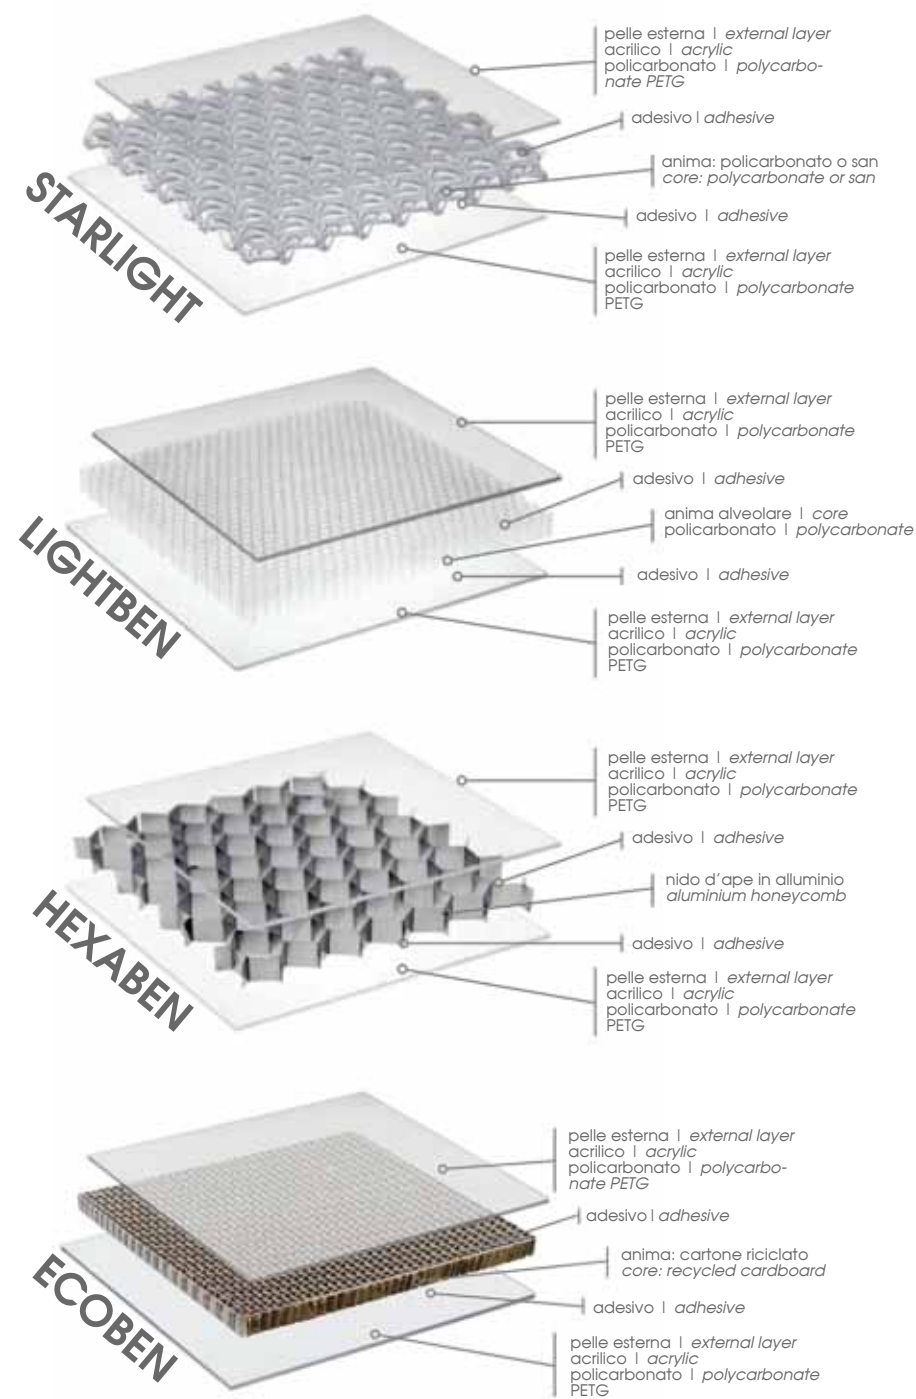 STARLIGHT
pelle esterna | external layer
acrilico | acrylic
policarbonato | polycarbo-
nate PETG
adesivo | adhesive
anima: policarbonato o san
core: polycarbonate or san
adesivo | adhesive
pelle esterna | external layer
acrilico | acrylic
policarbonato | polycarbonate
PETG
LIGHTBEN
pelle esterna | external layer
acrilico | acrylic
policarbonato | polycarbonate
PETG
adesivo | adhesive
anima alveolare | core
policarbonato | polycarbonate
adesivo | adhesive
pelle esterna | external layer
acrilico | acrylic
policarbonato | polycarbonate
PETG
HEXABEN
pelle esterna | external layer
acrilico | acrylic
policarbonato | polycarbonate
PETG
adesivo | adhesive
nido d'ape in alluminio
aluminium honeycomb
adesivo | adhesive
pelle esterna | external layer
acrilico | acrylic
policarbonato | polycarbonate
PETG
ECOBEN
pelle esterna | external layer
acrilico | acrylic
policarbonato | polycarbo-
nate PETG
adesivo | adhesive
anima: cartone riciclato
core: recycled cardboard
adesivo | adhesive
pelle esterna | external layer
acrilico | acrylic
policarbonato | polycarbonate
PETG